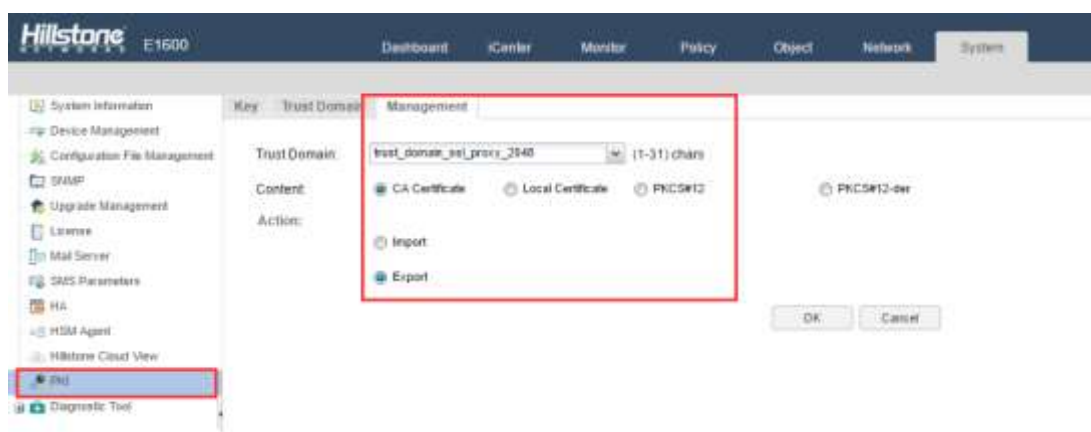 Hillstone
NETWORKS
E1600
Dashboard iCenter Monitor Policy Object Network System
System Information
Device Management
Configuration File Management
SNMP
Upgrade Management
License
Mail Server
SMS Parameters
HA
HSM Agent
Hillstone Cloud View
PKI
Diagnostic Tool
Key Trust Domain Management
Trust Domain: trust_domain_ssl_proxy_2048 (1-31) chars
Content: CA Certificate Local Certificate PKCS#12 PKCS#12-der
Action:
Import
Export
OK Cancel